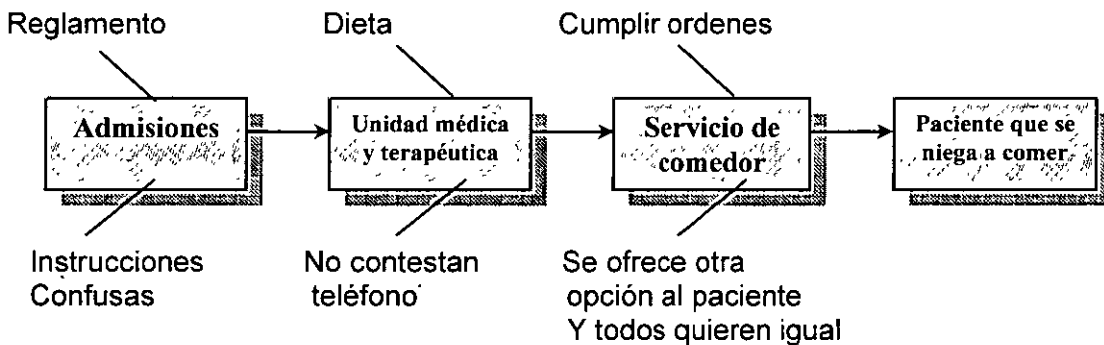 Reglamento
Dieta
Cumplir ordenes
Admisiones
Unidad médica
y terapéutica
Servicio de
comedor
Paciente que se
niega a comer
Instrucciones
Confusas
No contestan
teléfono
Se ofrece otra
opción al paciente
Y todos quieren igual